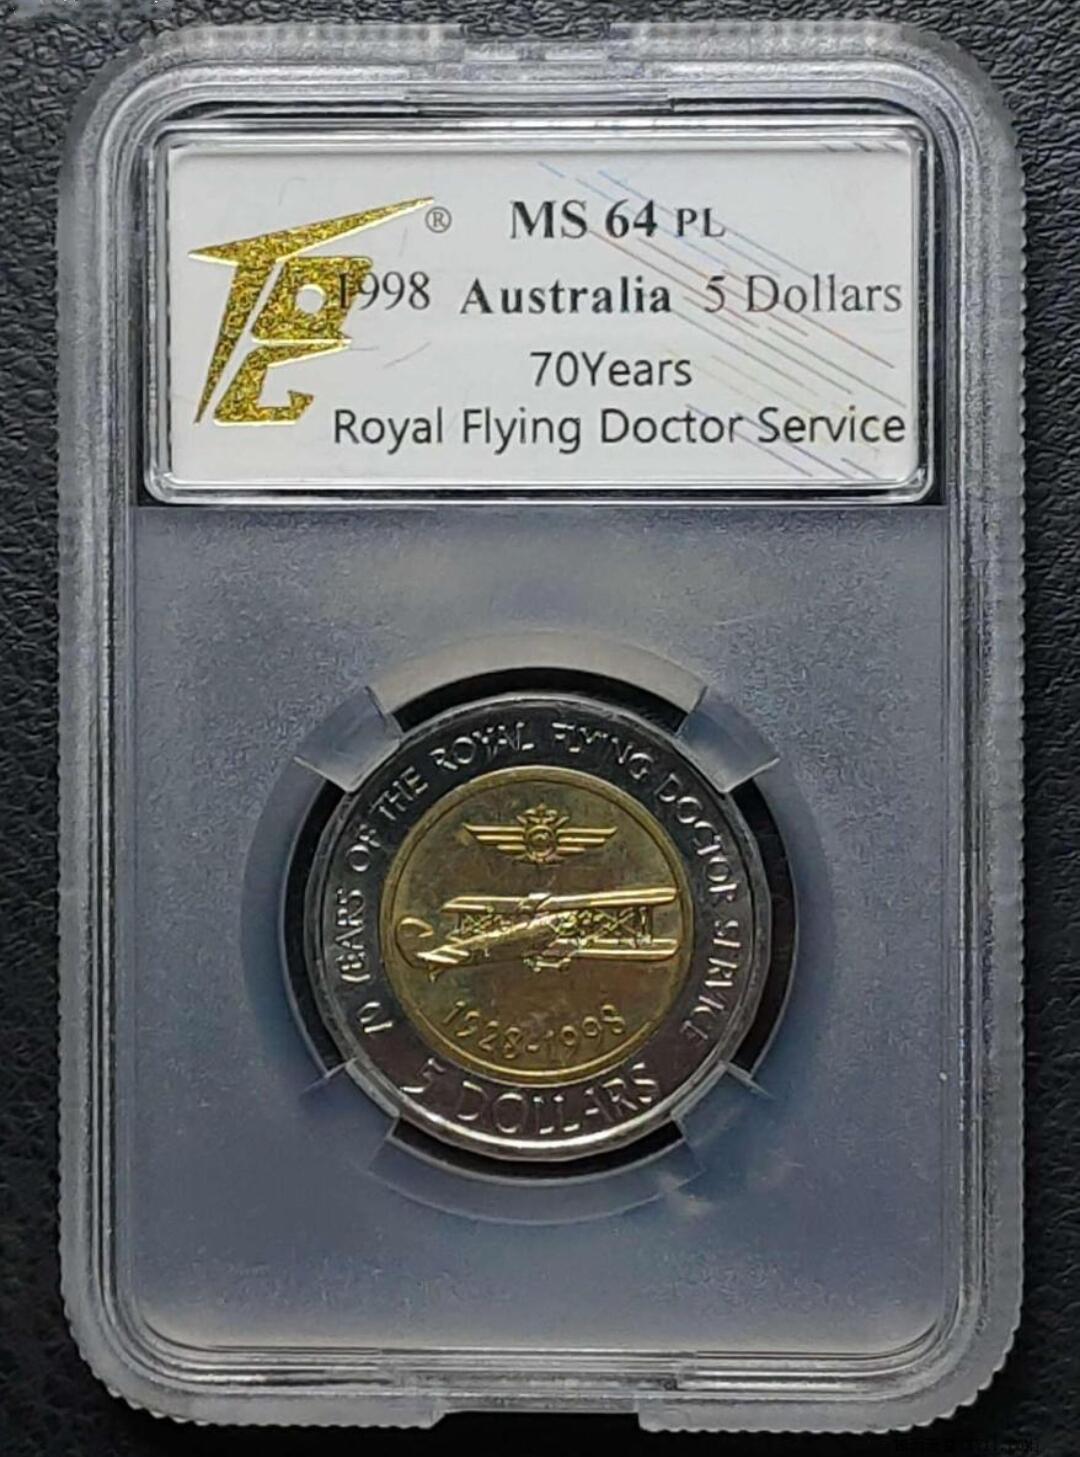 ® MS 64 PL
1998 Australia 5 Dollars
70Years
Royal Flying Doctor Service
70 YEARS OF THE ROYAL FLYING DOCTOR SERVICE
1928-1998
5 DOLLARS